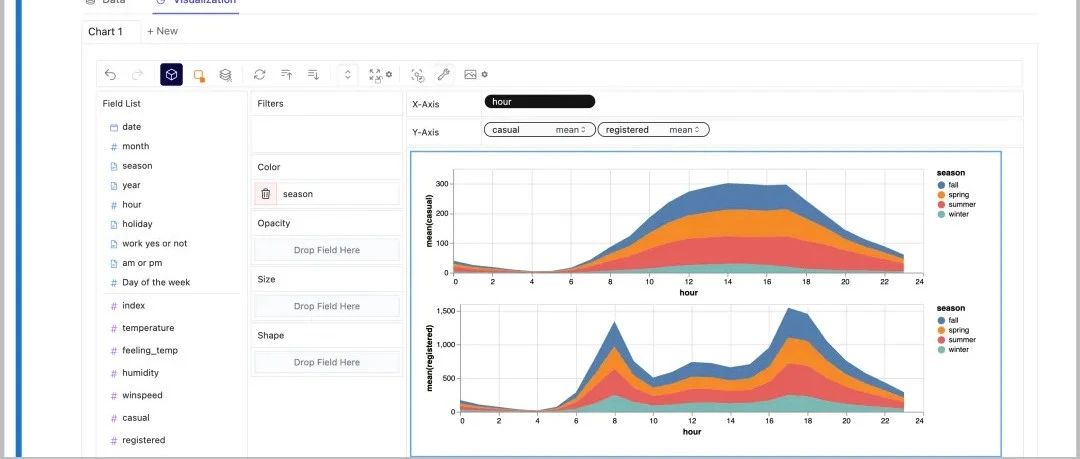 Data Visualization
Chart 1 + New
Field List
date
month
season
year
hour
holiday
work yes or not
am or pm
Day of the week
index
temperature
feeling_temp
humidity
winspeed
casual
registered
Filters
Color
season
Opacity
Drop Field Here
Size
Drop Field Here
Shape
Drop Field Here
X-Axis hour
Y-Axis casual mean registered mean
mean(casual)
300
200
100
0
0 2 4 6 8 10 12 14 16 18 20 22 24
hour
season
fall
spring
summer
winter
mean(registered)
1,500
1,000
500
0
0 2 4 6 8 10 12 14 16 18 20 22 24
hour
season
fall
spring
summer
winter